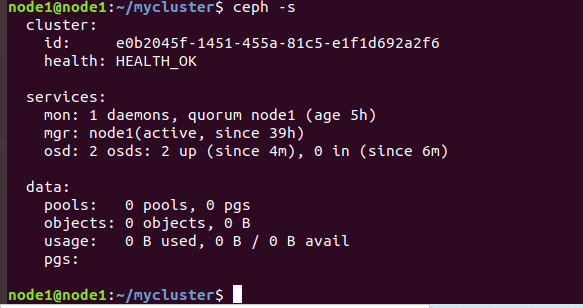 node1@node1:~/mycluster$ ceph -s
cluster:
id: e0b2045f-1451-455a-81c5-e1f1d692a2f6
health: HEALTH_OK
services:
mon: 1 daemons, quorum node1 (age 5h)
mgr: node1(active, since 39h)
osd: 2 osds: 2 up (since 4m), 0 in (since 6m)
data:
pools: 0 pools, 0 pgs
objects: 0 objects, 0 B
usage: 0 B used, 0 B / 0 B avail
pgs:
node1@node1:~/mycluster$